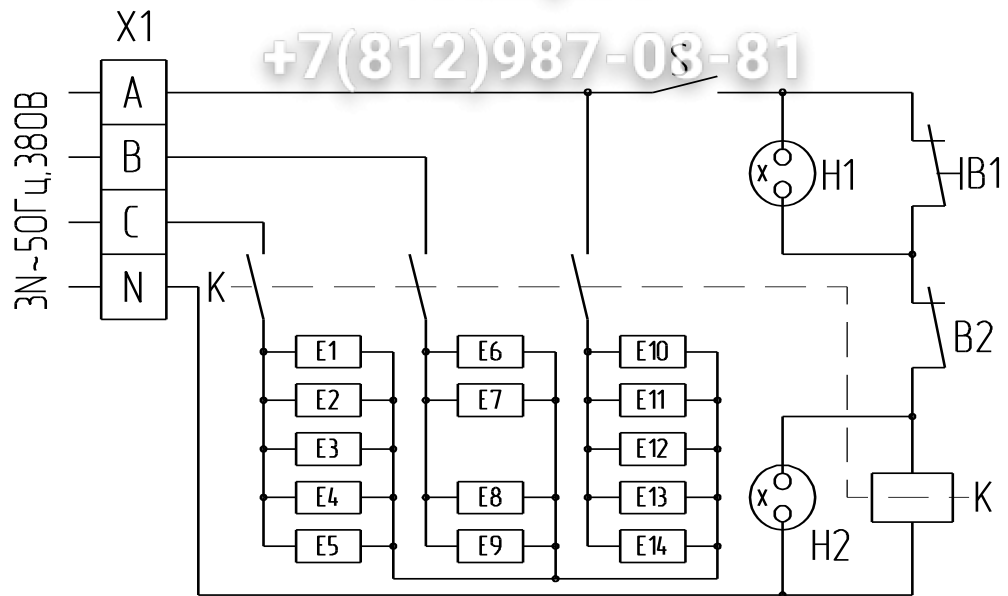 X1
+7(812)987-08-81
S
3N~50Гц,380В
A
B
C
N
K
H1
B1
B2
E1
E6
E10
E2
E7
E11
E3
E12
E4
E8
E13
E5
E9
E14
H2
K